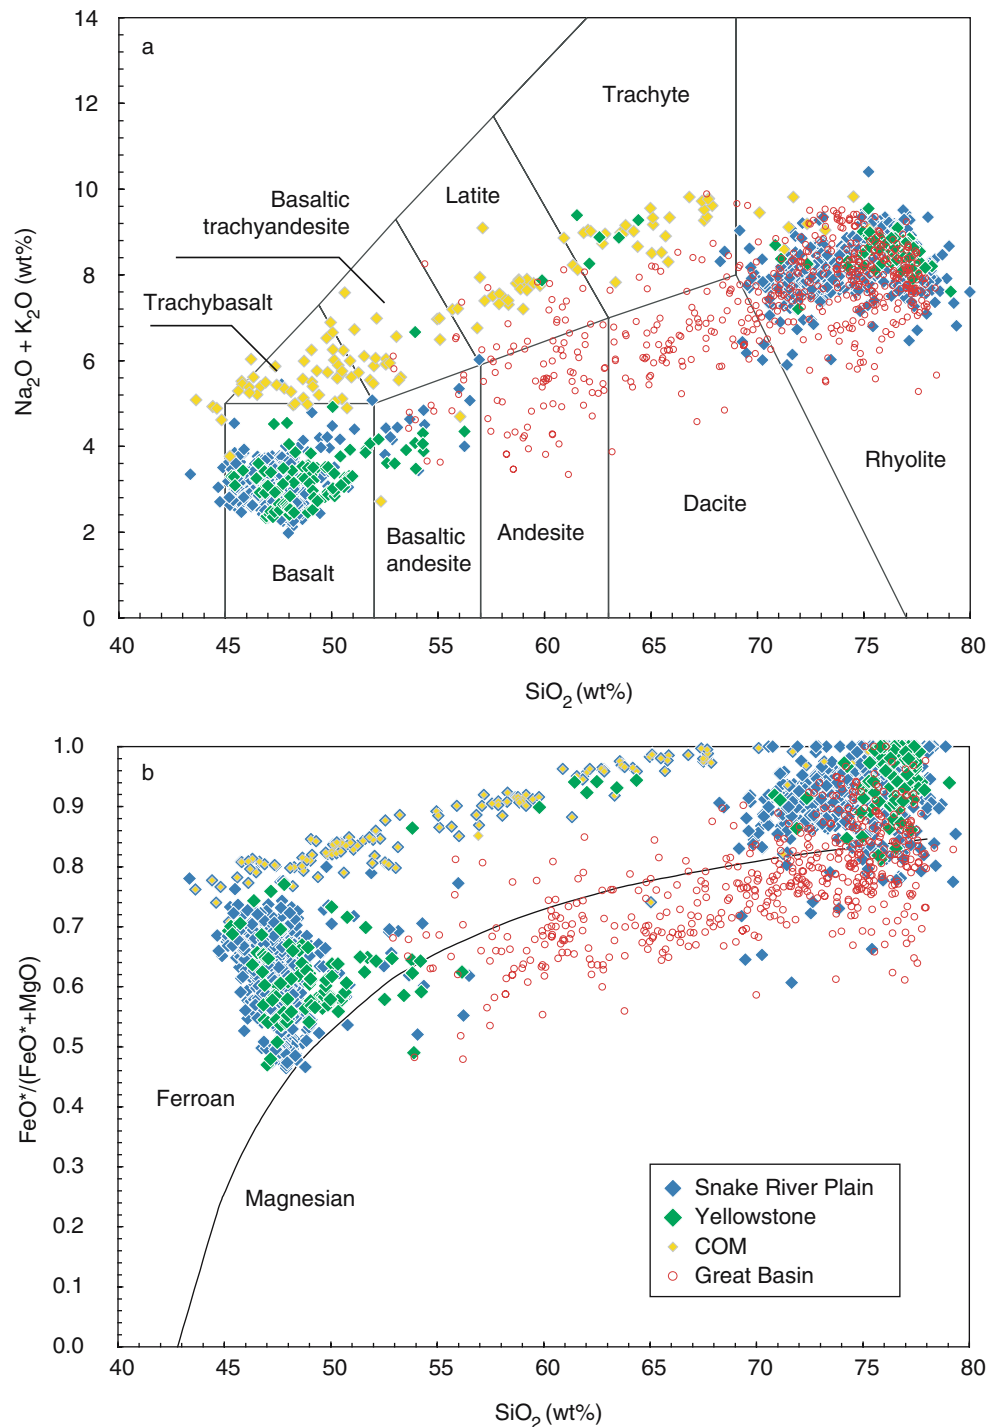 14
12
10
8
6
4
2
0
Na2O + K2O (wt%)
a
Trachyte
Latite
Basaltic
trachyandesite
Trachybasalt
Rhyolite
Dacite
Andesite
Basaltic
andesite
Basalt
40 45 50 55 60 65 70 75 80
SiO2 (wt%)
1.0
0.9
0.8
0.7
0.6
0.5
0.4
0.3
0.2
0.1
0.0
FeO*/(FeO*+MgO)
b
Ferroan
Magnesian
Snake River Plain
Yellowstone
COM
Great Basin
40 45 50 55 60 65 70 75 80
SiO2 (wt%)